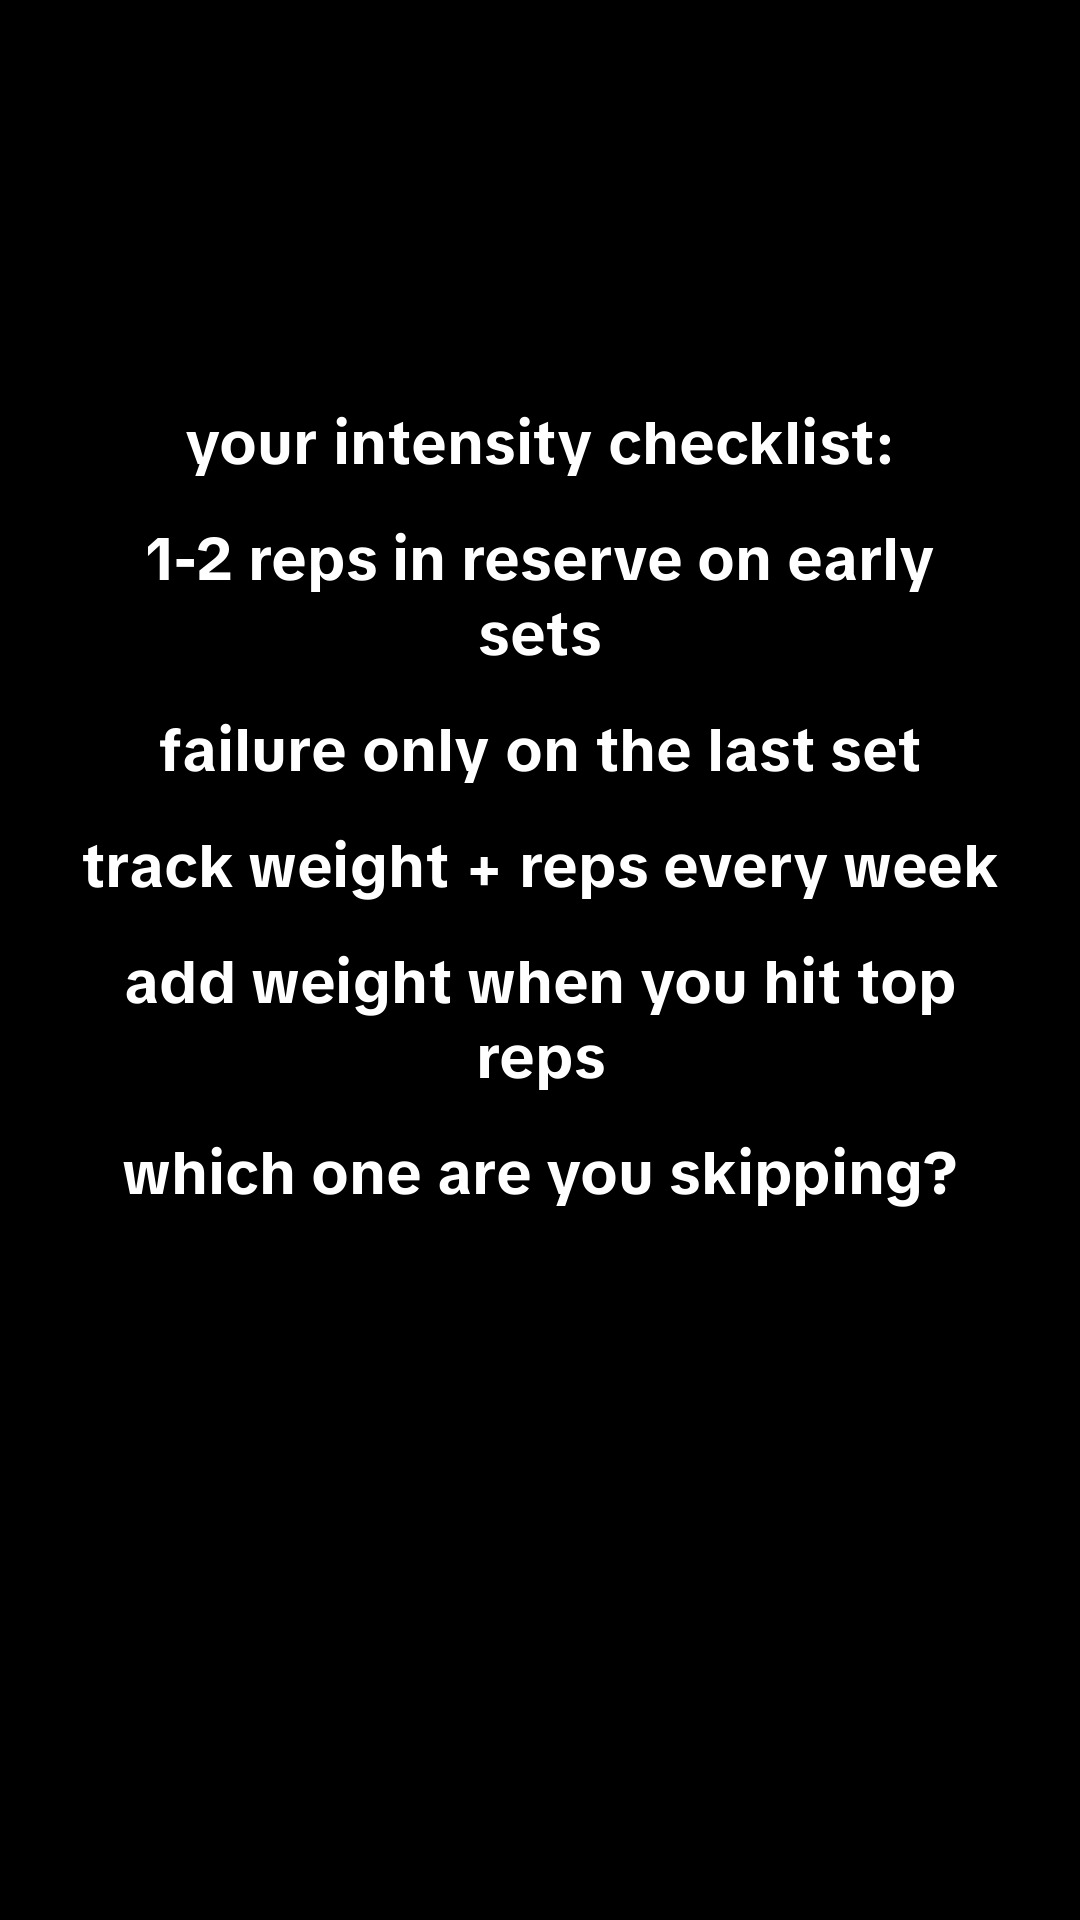 your intensity checklist:
1-2 reps in reserve on early
sets
failure only on the last set
track weight + reps every week
add weight when you hit top
reps
which one are you skipping?